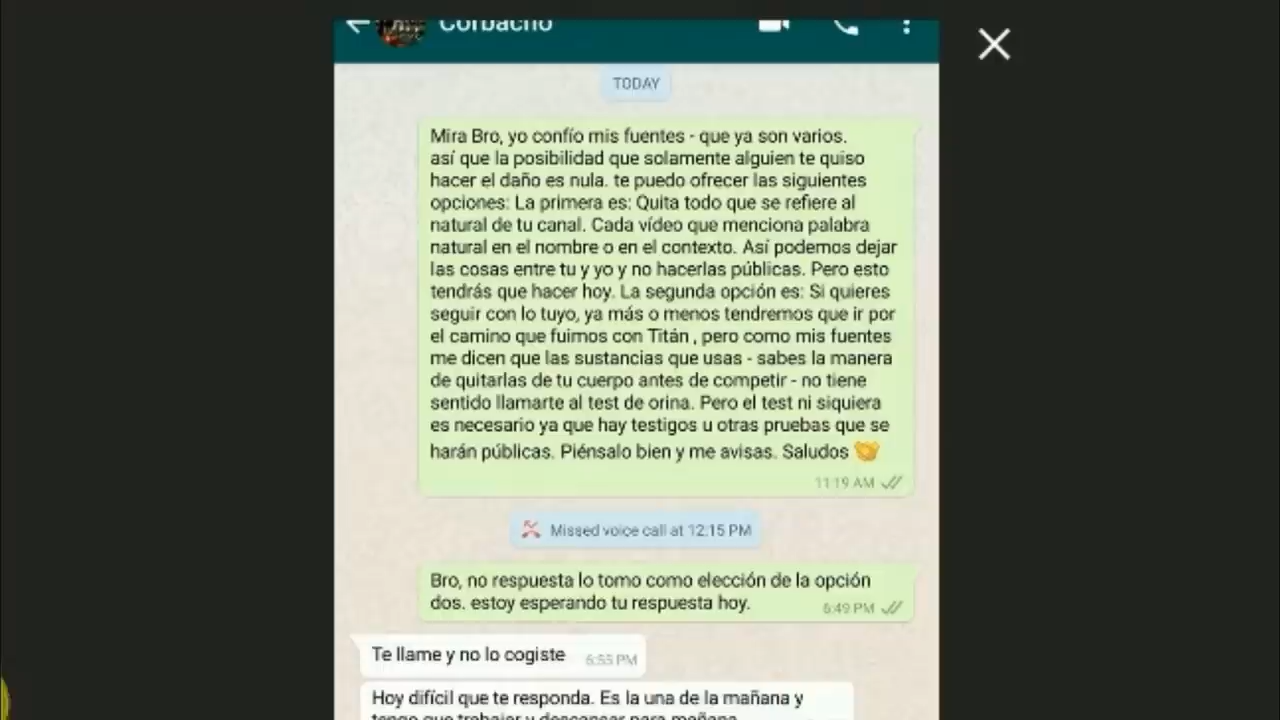 Corbacho
TODAY
Mira Bro, yo confío mis fuentes - que ya son varios.
así que la posibilidad que solamente alguien te quiso
hacer el daño es nula. te puedo ofrecer las siguientes
opciones: La primera es: Quita todo que se refiere al
natural de tu canal. Cada vídeo que menciona palabra
natural en el nombre o en el contexto. Así podemos dejar
las cosas entre tu y yo y no hacerlas públicas. Pero esto
tendrás que hacer hoy. La segunda opción es: Si quieres
seguir con lo tuyo, ya más o menos tendremos que ir por
el camino que fuimos con Titán , pero como mis fuentes
me dicen que las sustancias que usas - sabes la manera
de quitarlas de tu cuerpo antes de competir - no tiene
sentido llamarte al test de orina. Pero el test ni siquiera
es necesario ya que hay testigos u otras pruebas que se
harán públicas. Piénsalo bien y me avisas. Saludos 🤝
11:19 AM
Missed voice call at 12:15 PM
Bro, no respuesta lo tomo como elección de la opción
dos. estoy esperando tu respuesta hoy.
6:49 PM
Te llame y no lo cogiste
6:53 PM
Hoy difícil que te responda. Es la una de la mañana y
tengo que trabajar y descansar para mañana